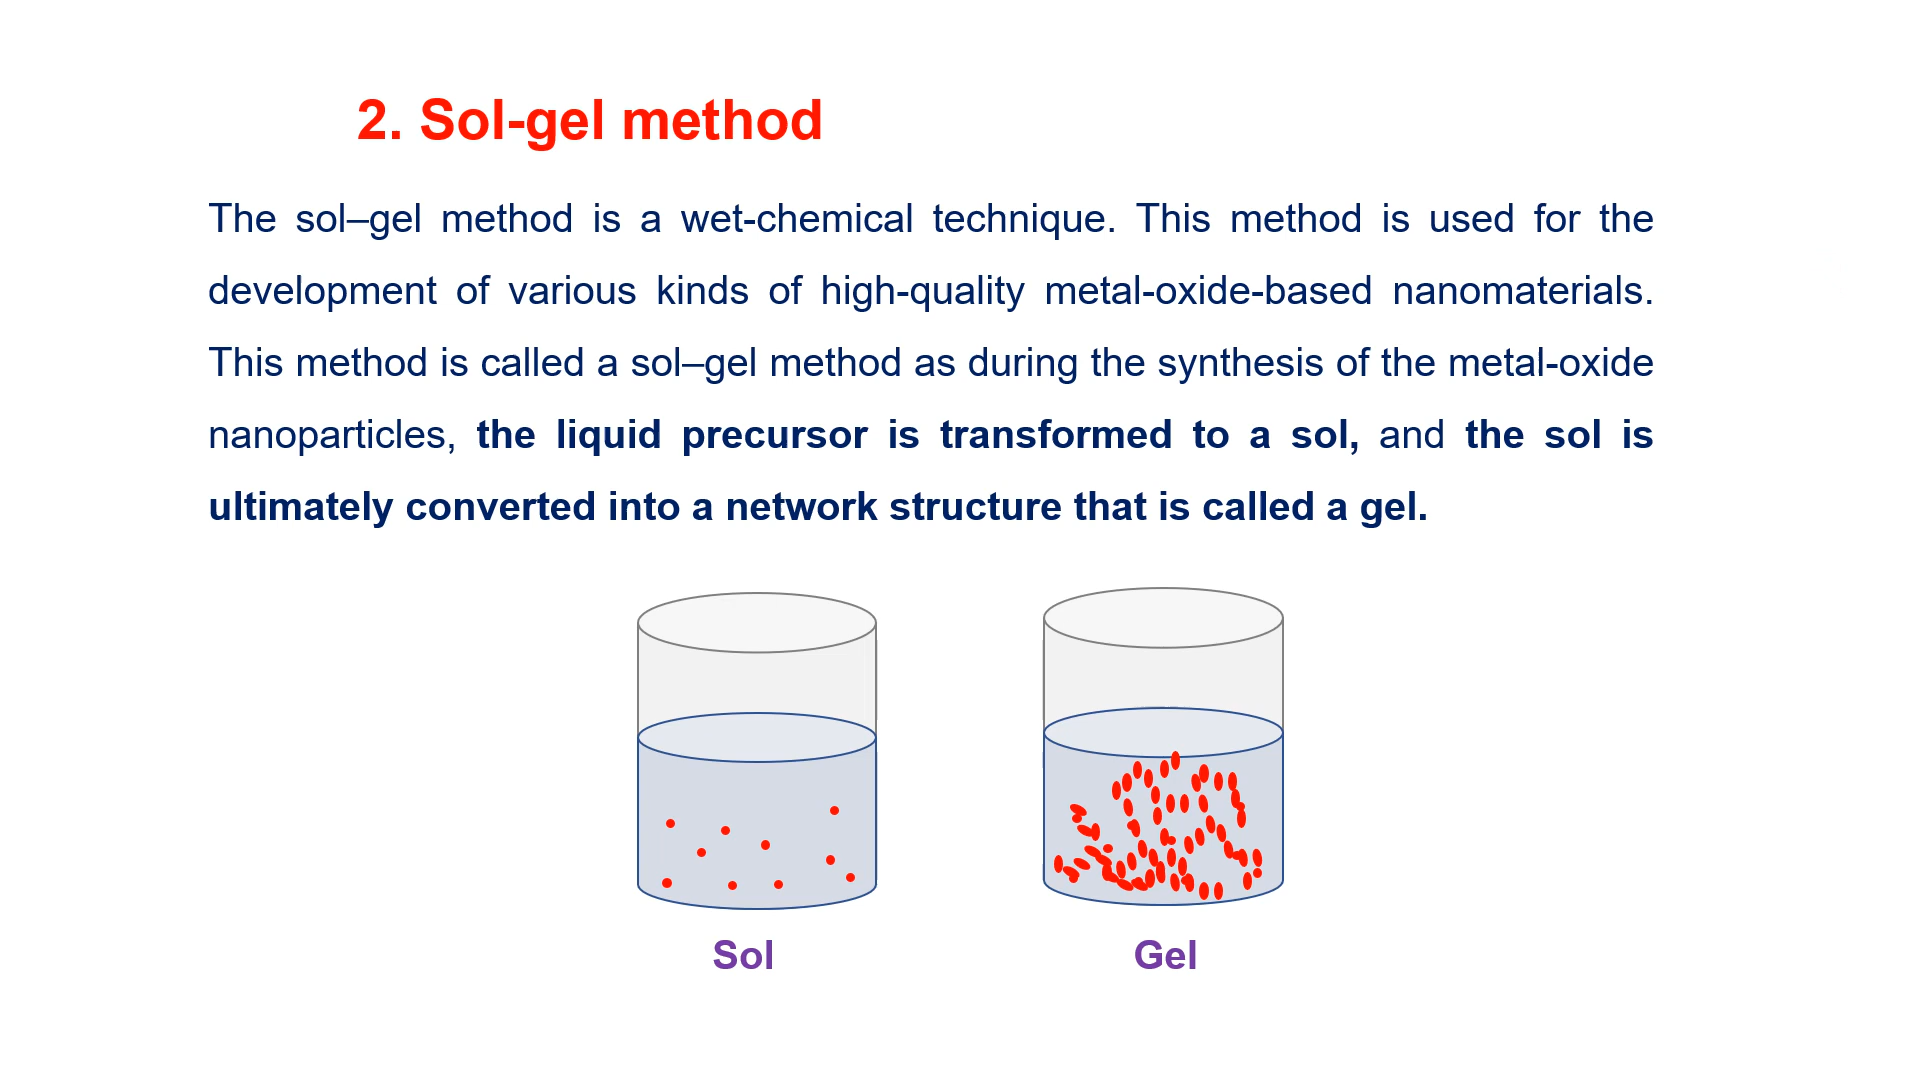 2. Sol-gel method
The sol–gel method is a wet-chemical technique. This method is used for the
development of various kinds of high-quality metal-oxide-based nanomaterials.
This method is called a sol–gel method as during the synthesis of the metal-oxide
nanoparticles, the liquid precursor is transformed to a sol, and the sol is
ultimately converted into a network structure that is called a gel.
Sol
Gel